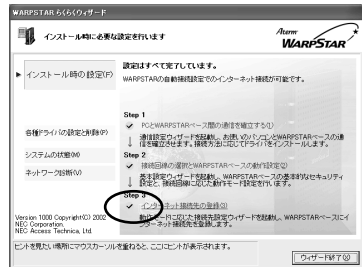 WARPSTAR らくらくウィザード
インストール時に必要な設定を行います
Aterm
WARPSTAR
インストール時の設定(F)
各種ドライバの設定と削除(P)
システムの状態(M)
ネットワーク診断(V)
設定はすべて完了しています。
WARPSTARの自動接続設定でのインターネット接続が可能です。
Step 1
PCとWARPSTARベース間の通信を確立する(L)
通信設定ウィザードを起動し、お使いのパソコンとWARPSTARベースの通
信を確立させます。接続方法に応じてドライバをインストールします。
Step 2
接続回線の選択とWARPSTARベースの動作設定(2)
基本設定ウィザードを起動し、WARPSTARベースの基本的なセキュリティ
設定と、接続回線に応じた動作モード設定を行います。
Step 3
インターネット接続先の登録(3)
動作モードに応じた接続先設定ウィザードを起動し、WARPSTARベースにイ
ンターネット接続先を登録します。
Version 1000 Copyright(C) 2002
NEC Corporation,
NEC Access Technica, Ltd.
ヒントを見たい場所にマウスカーソルを重ねると、ここにヒントが表示されます。
ウィザード終了(X)